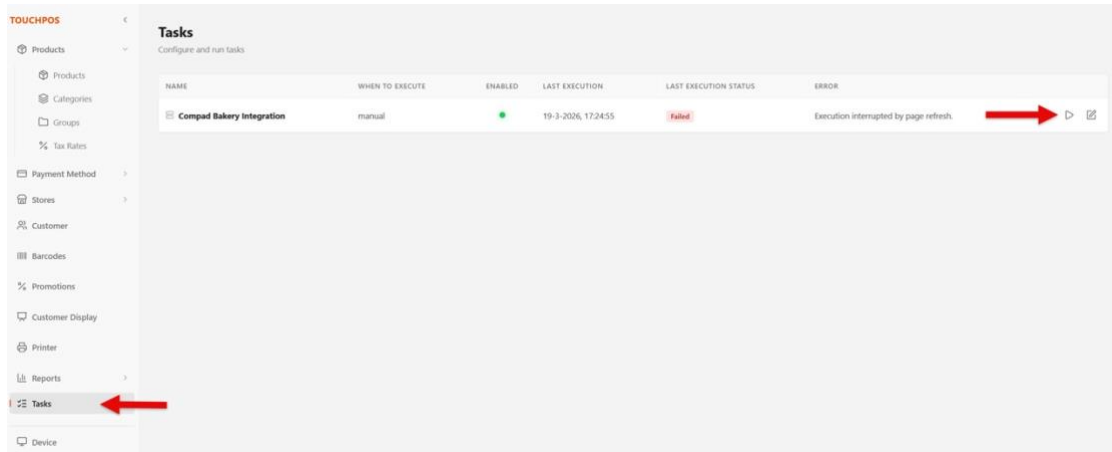 TOUCHPOS
Products
Products
Categories
Groups
Tax Rates
Payment Method
Stores
Customer
Barcodes
Promotions
Customer Display
Printer
Reports
Tasks
Device
Tasks
Configure and run tasks
NAME WHEN TO EXECUTE ENABLED LAST EXECUTION LAST EXECUTION STATUS ERROR
Compad Bakery Integration manual 19-3-2026, 17:24:55 Failed Execution interrupted by page refresh.